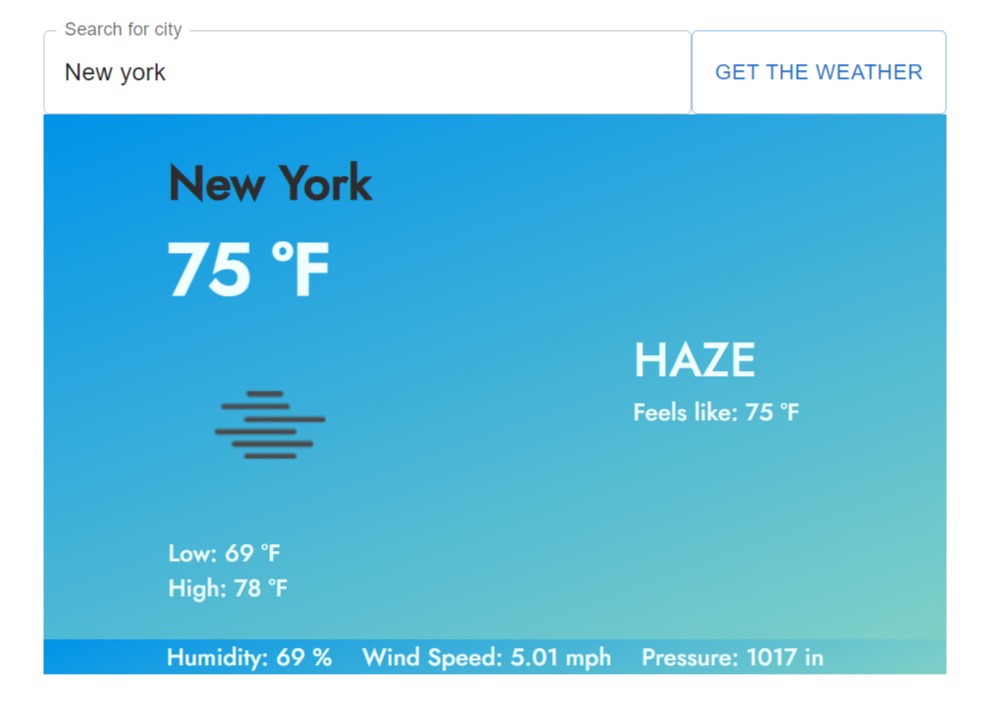 Search for city
New york
GET THE WEATHER
New York
75 °F
HAZE
Feels like: 75 °F
Low: 69 °F
High: 78 °F
Humidity: 69 % Wind Speed: 5.01 mph Pressure: 1017 in